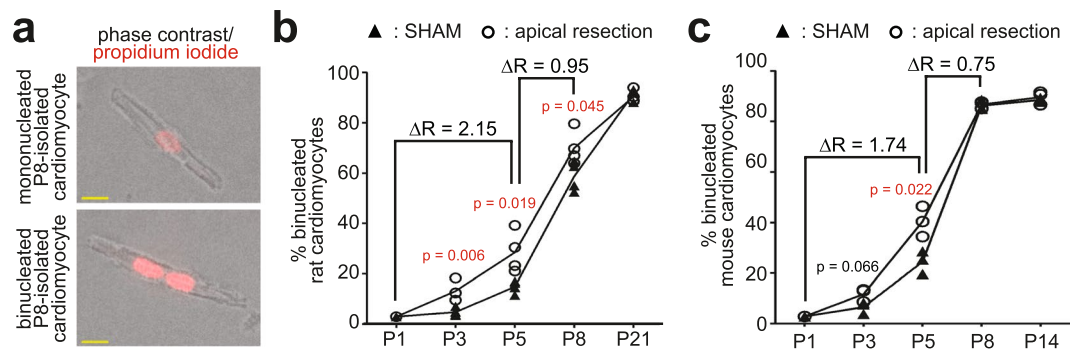 a
phase contrast/
propidium iodide
mononucleated
P8-isolated
cardiomyocyte
binucleated
P8-isolated
cardiomyocyte
b
▲ : SHAM o : apical resection
% binucleated
rat cardiomyocytes
100
80
60
40
20
0
ΔR = 2.15
ΔR = 0.95
p = 0.006
p = 0.019
p = 0.045
P1 P3 P5 P8 P21
c
▲ : SHAM o : apical resection
% binucleated
mouse cardiomyocytes
100
80
60
40
20
0
ΔR = 1.74
ΔR = 0.75
p = 0.066
p = 0.022
P1 P3 P5 P8 P14